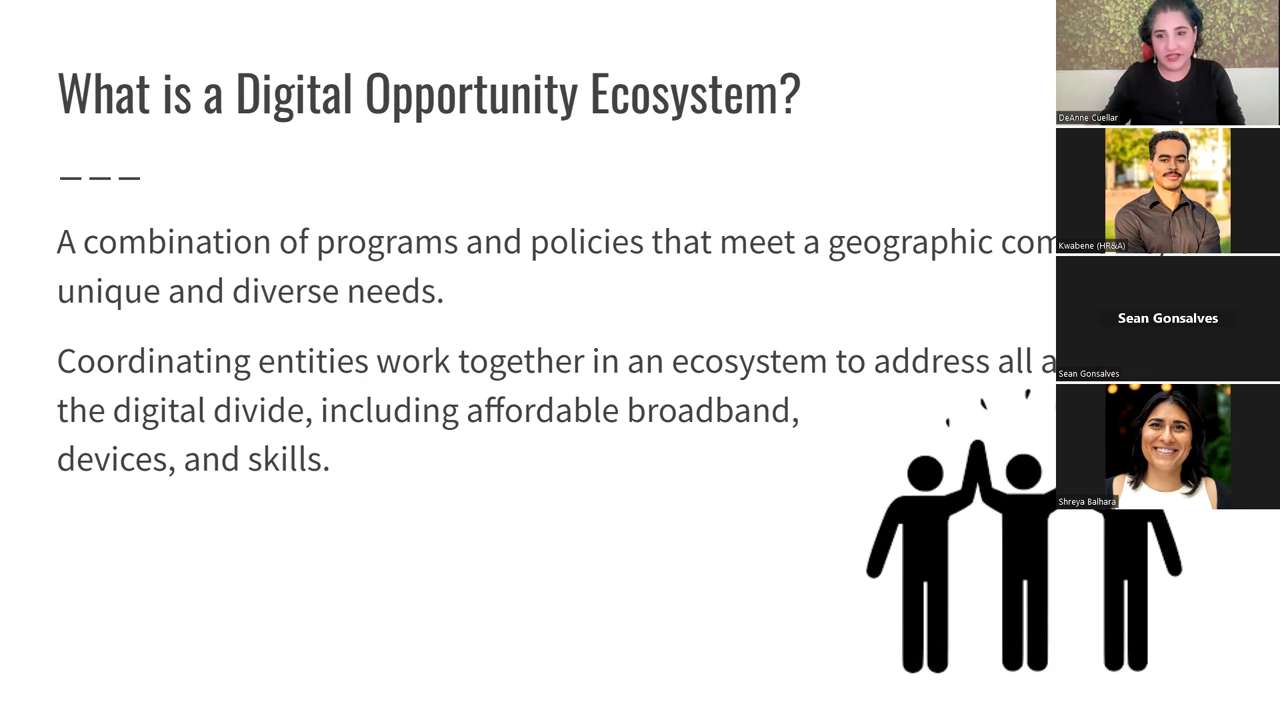 What is a Digital Opportunity Ecosystem?
A combination of programs and policies that meet a geographic
unique and diverse needs.
Coordinating entities work together in an ecosystem to address all
the digital divide, including affordable broadband,
devices, and skills.
DeAnne Cuellar
Kwabene (HR&A)
Sean Gonsalves
Sean Gonsalves
Shreya Balhara